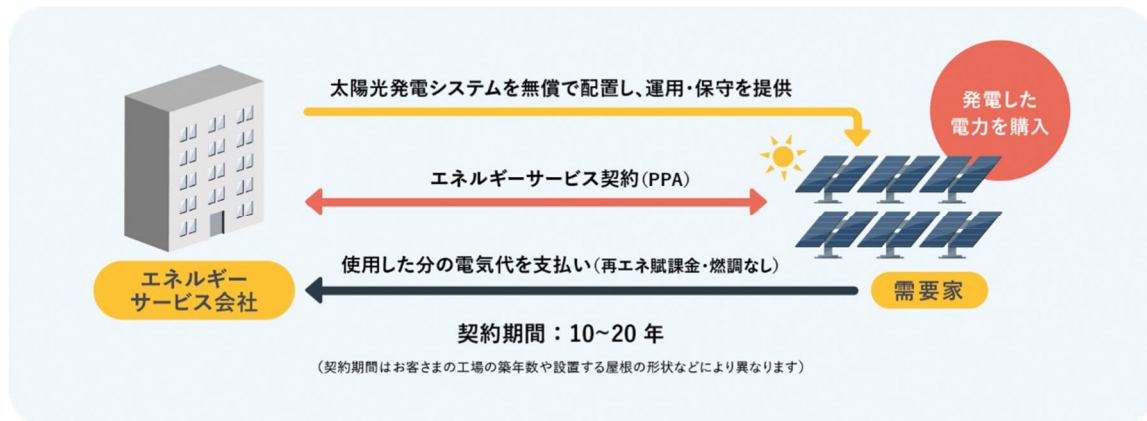 太陽光発電システムを無償で配置し、運用・保守を提供
発電した
電力を購入
エネルギーサービス契約(PPA)
使用した分の電気代を支払い(再エネ賦課金・燃調なし)
エネルギー
サービス会社
需要家
契約期間：10~20 年
(契約期間はお客さまの工場の築年数や設置する屋根の形状などにより異なります)